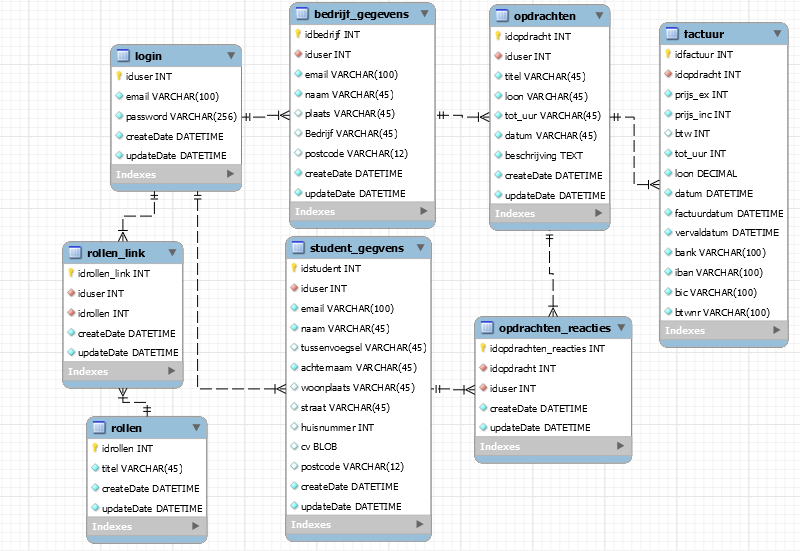 login
iduser INT
email VARCHAR(100)
password VARCHAR(256)
createDate DATETIME
updateDate DATETIME
Indexes
bedrijf_gegevens
idbedrijf INT
iduser INT
email VARCHAR(100)
naam VARCHAR(45)
plaats VARCHAR(45)
Bedrijf VARCHAR(45)
postcode VARCHAR(12)
createDate DATETIME
updateDate DATETIME
Indexes
opdrachten
idopdracht INT
iduser INT
titel VARCHAR(45)
loon VARCHAR(45)
tot_uur VARCHAR(45)
datum VARCHAR(45)
beschrijving TEXT
createDate DATETIME
updateDate DATETIME
Indexes
factuur
idfactuur INT
idopdracht INT
prijs_ex INT
prijs_inc INT
btw INT
tot_uur INT
loon DECIMAL
datum DATETIME
factuurdatum DATETIME
vervaldatum DATETIME
bank VARCHAR(100)
iban VARCHAR(100)
bic VARCHAR(100)
btwnr VARCHAR(100)
Indexes
rollen_link
idrollen_link INT
iduser INT
idrollen INT
createDate DATETIME
updateDate DATETIME
Indexes
student_gegvens
idstudent INT
iduser INT
email VARCHAR(100)
naam VARCHAR(45)
tussenvoegsel VARCHAR(45)
achternaam VARCHAR(45)
woonplaats VARCHAR(45)
straat VARCHAR(45)
huisnummer INT
cv BLOB
postcode VARCHAR(12)
createDate DATETIME
updateDate DATETIME
Indexes
opdrachten_reacties
idopdrachten_reacties INT
idopdracht INT
iduser INT
createDate DATETIME
updateDate DATETIME
Indexes
rollen
idrollen INT
titel VARCHAR(45)
createDate DATETIME
updateDate DATETIME
Indexes